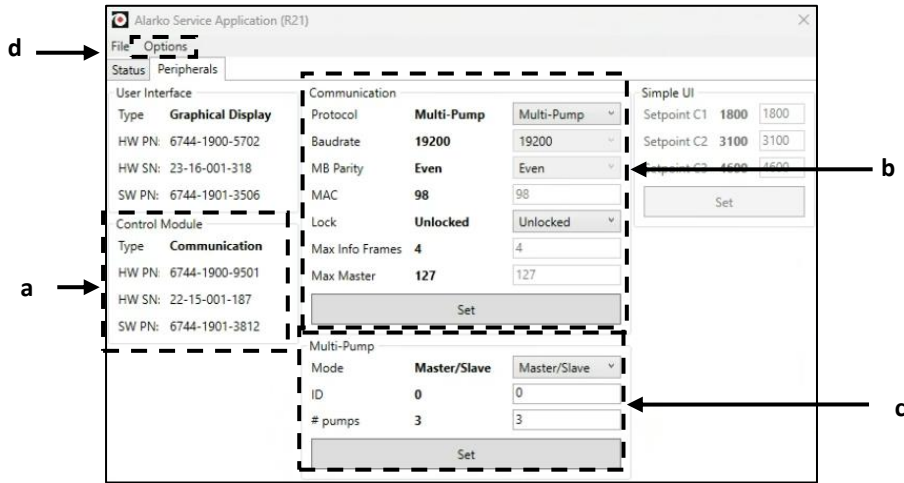 Alarko Service Application (R21)
d
File Options
Status Peripherals
User Interface
Type Graphical Display
HW PN: 6744-1900-5702
HW SN: 23-16-001-318
SW PN: 6744-1901-3506
Control Module
Type Communication
HW PN: 6744-1900-9501
HW SN: 22-15-001-187
SW PN: 6744-1901-3812
a
Communication
Protocol Multi-Pump Multi-Pump
Baudrate 19200 19200
MB Parity Even Even
MAC 98 98
Lock Unlocked Unlocked
Max Info Frames 4 4
Max Master 127 127
Set
Multi-Pump
Mode Master/Slave Master/Slave
ID 0 0
# pumps 3 3
Set
Simple UI
Setpoint C1 1800 1800
Setpoint C2 3100 3100
Setpoint C3 4600 4600
Set
b
c